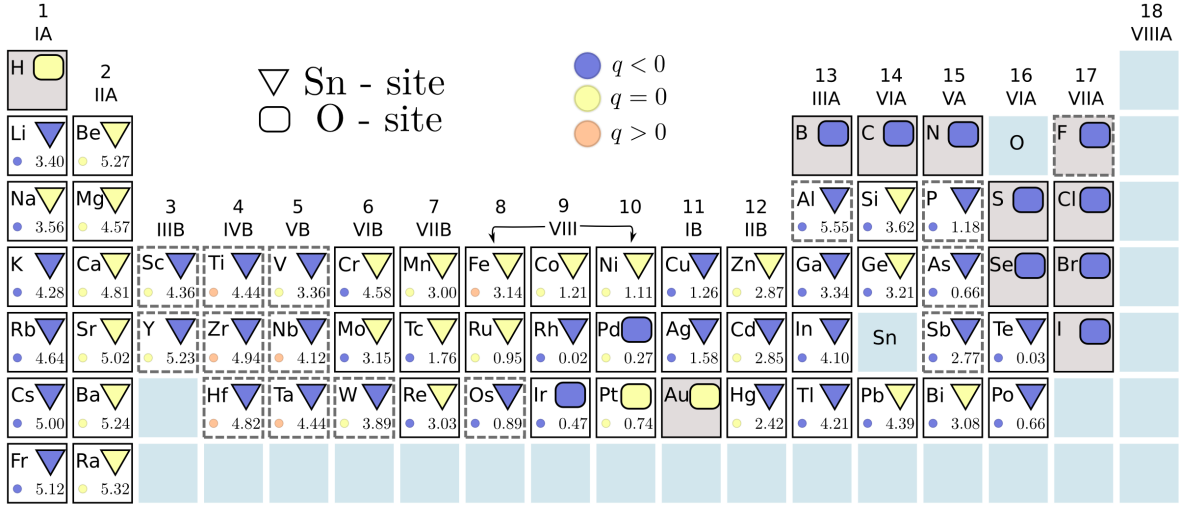 1 18
IA VIIIA
H
2
IIA
Sn - site
O - site
q < 0
q = 0
q > 0
13 14 15 16 17
IIIA VIA VA VIA VIIA
Li Be B C N O F
3.40 5.27
3 4 5 6 7 8 9 10 11 12
IIIB IVB VB VIB VIIB VIII IB IIB
Na Mg Al Si P S Cl
3.56 4.57 5.55 3.62 1.18
K Ca Sc Ti V Cr Mn Fe Co Ni Cu Zn Ga Ge As Se Br
4.28 4.81 4.36 4.44 3.36 4.58 3.00 3.14 1.21 1.11 1.26 2.87 3.34 3.21 0.66
Rb Sr Y Zr Nb Mo Tc Ru Rh Pd Ag Cd In Sn Sb Te I
4.64 5.02 5.23 4.94 4.12 3.15 1.76 0.95 0.02 0.27 1.58 2.85 4.10 2.77 0.03
Cs Ba Hf Ta W Re Os Ir Pt Au Hg Tl Pb Bi Po
5.00 5.24 4.82 4.44 3.89 3.03 0.89 0.47 0.74 2.42 4.21 4.39 3.08 0.66
Fr Ra
5.12 5.32